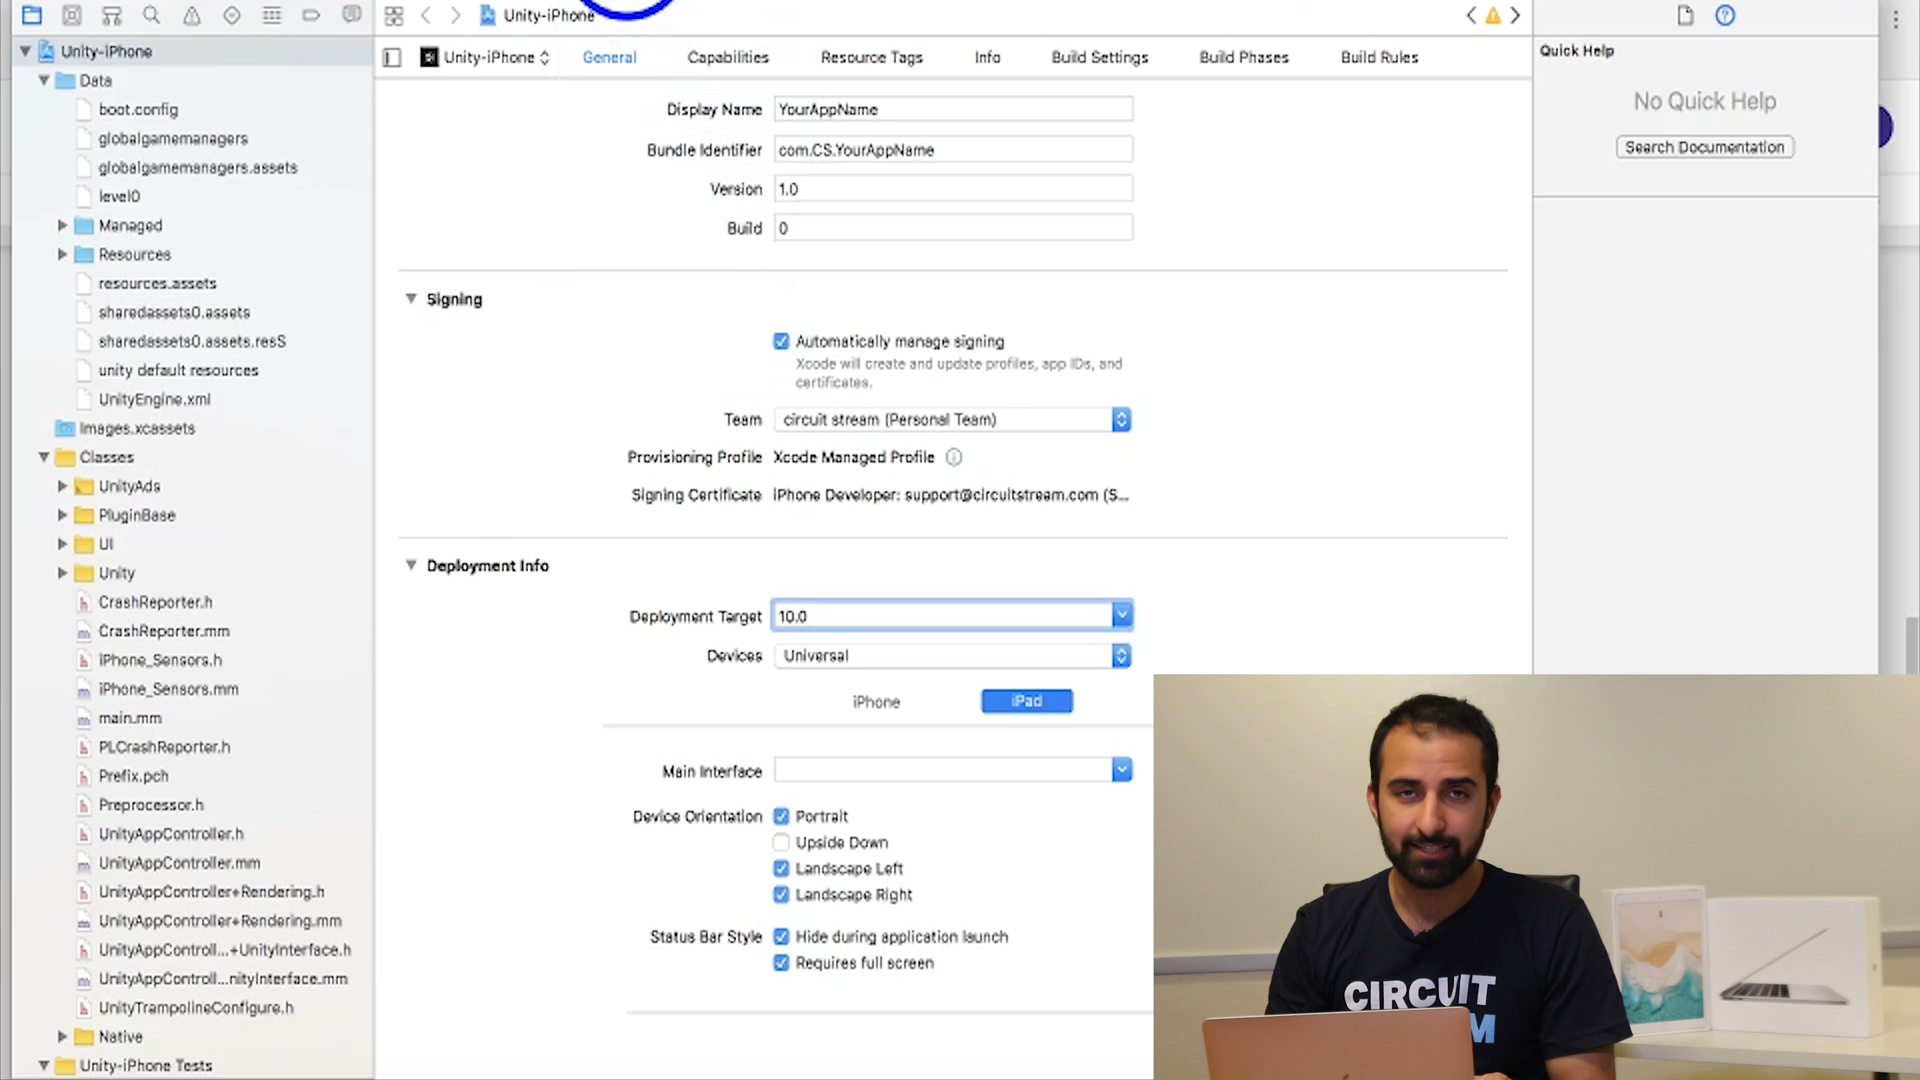 Unity-iPhone
Unity-iPhone
General
Capabilities
Resource Tags
Info
Build Settings
Build Phases
Build Rules
Unity-iPhone
Data
boot.config
globalgamemanagers
globalgamemanagers.assets
level0
Managed
Resources
resources.assets
sharedassets0.assets
sharedassets0.assets.resS
unity default resources
UnityEngine.xml
Images.xcassets
Classes
UnityAds
PluginBase
UI
Unity
CrashReporter.h
CrashReporter.mm
iPhone_Sensors.h
iPhone_Sensors.mm
main.mm
PLCrashReporter.h
Prefix.pch
Preprocessor.h
UnityAppController.h
UnityAppController.mm
UnityAppController+Rendering.h
UnityAppController+Rendering.mm
UnityAppControll...+UnityInterface.h
UnityAppControll...nityInterface.mm
UnityTrampolineConfigure.h
Native
Unity-iPhone Tests
Display Name YourAppName
Bundle Identifier com.CS.YourAppName
Version 1.0
Build 0
Signing
Automatically manage signing
Xcode will create and update profiles, app IDs, and
certificates.
Team circuit stream (Personal Team)
Provisioning Profile Xcode Managed Profile
Signing Certificate iPhone Developer: support@circuitstream.com (S...
Deployment Info
Deployment Target 10.0
Devices Universal
iPhone iPad
Main Interface
Device Orientation Portrait
Upside Down
Landscape Left
Landscape Right
Status Bar Style Hide during application launch
Requires full screen
Quick Help
No Quick Help
Search Documentation
CIRCUIT